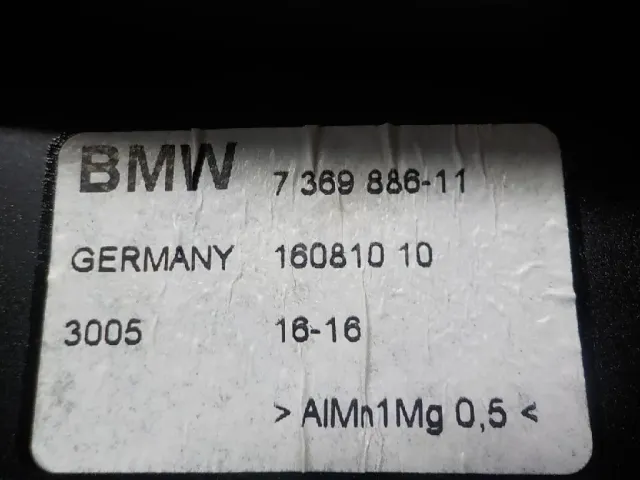 BMW 7 369 886-11
GERMANY 160810 10
3005 16-16
> AlMn1Mg 0,5 <